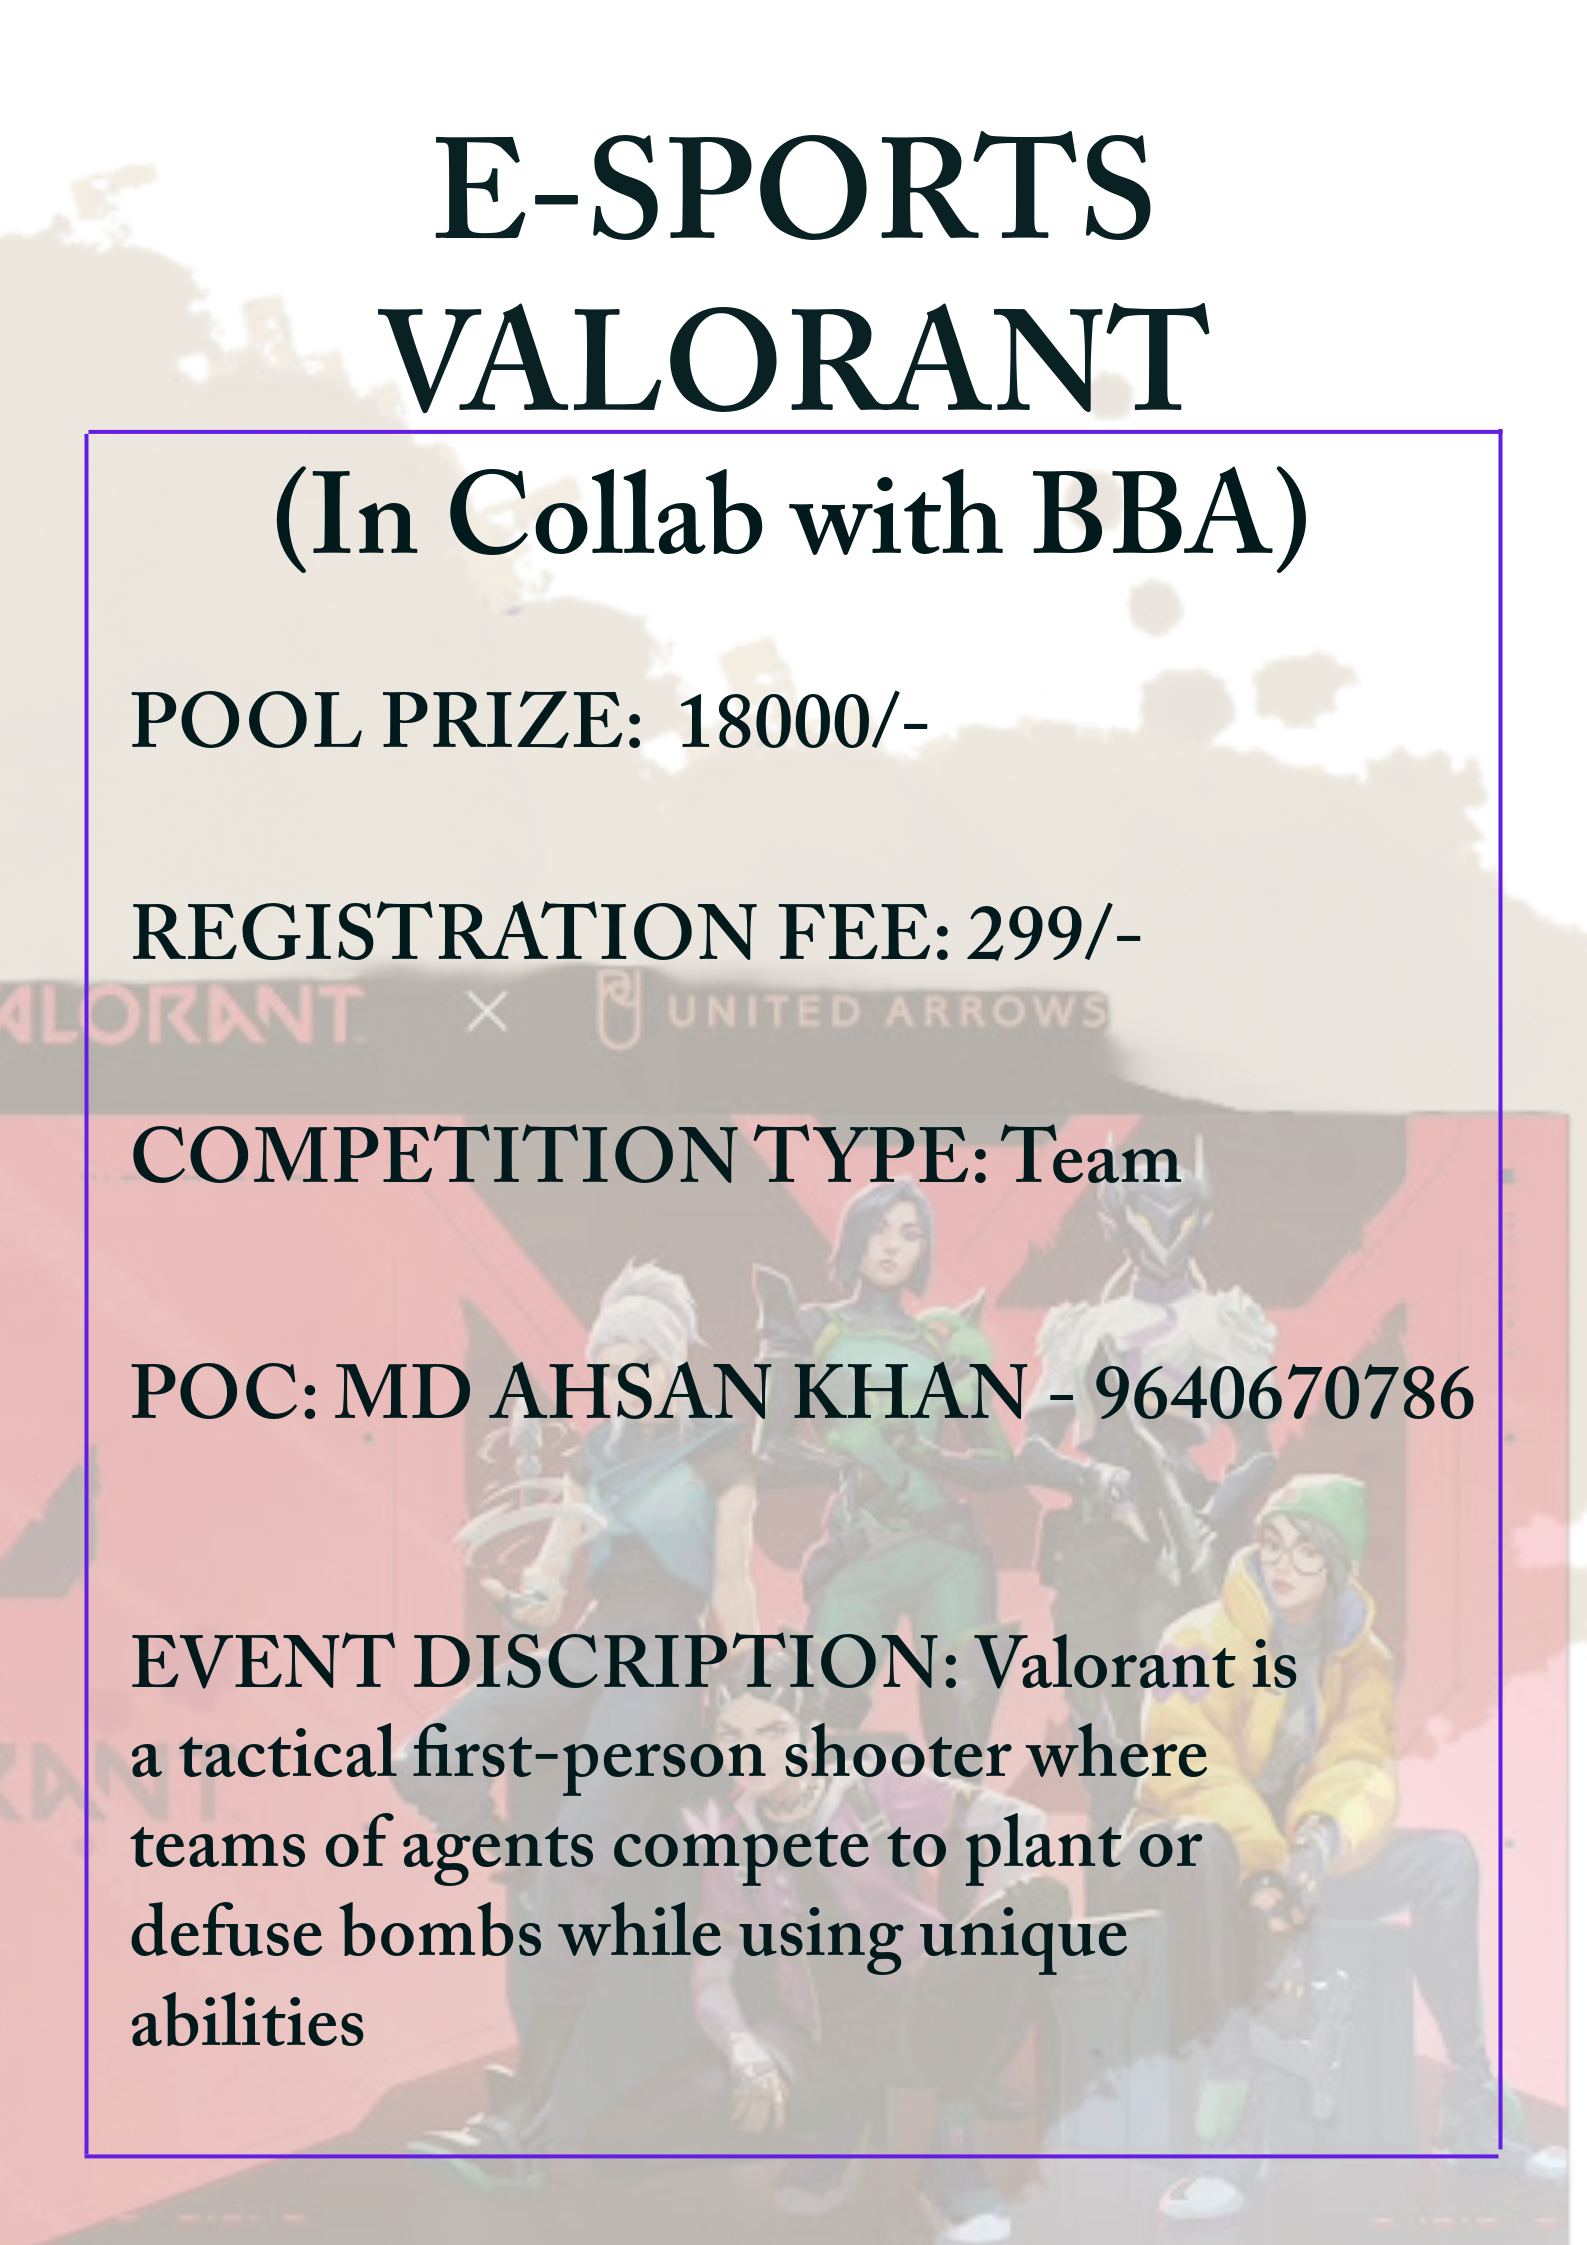 E-SPORTS
VALORANT
(In Collab with BBA)
POOL PRIZE: 18000/-
REGISTRATION FEE: 299/-
ALORANT × UNITED ARROWS
COMPETITION TYPE: Team
POC: MD AHSAN KHAN - 9640670786
EVENT DISCRIPTION: Valorant is
a tactical first-person shooter where
teams of agents compete to plant or
defuse bombs while using unique
abilities
RANT